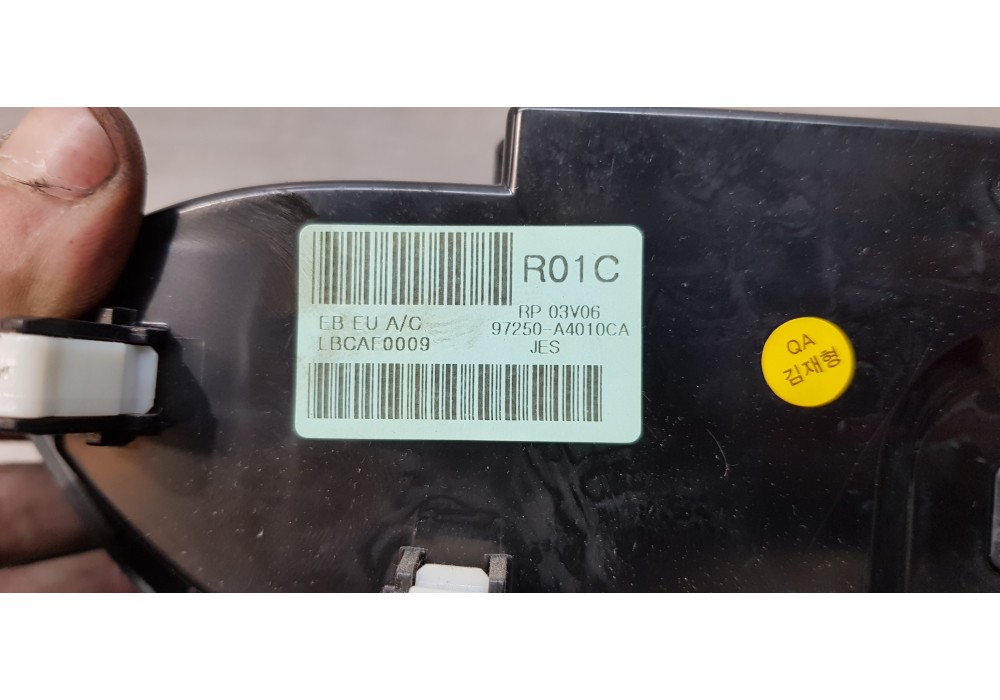 R01C
RP 03V06
EB EU A/C 97250-A4010CA
LBCAF0009 JES
QA
김재형